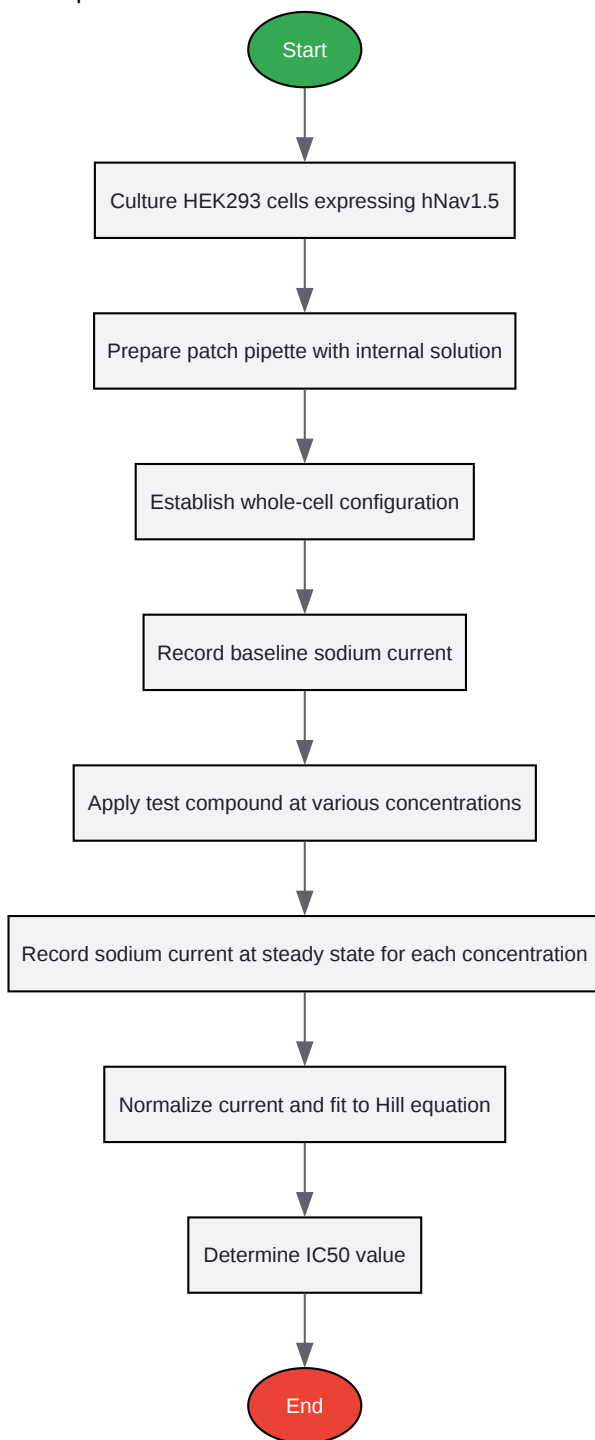 Start
Culture HEK293 cells expressing hNav1.5
Prepare patch pipette with internal solution
Establish whole-cell configuration
Record baseline sodium current
Apply test compound at various concentrations
Record sodium current at steady state for each concentration
Normalize current and fit to Hill equation
Determine IC50 value
End